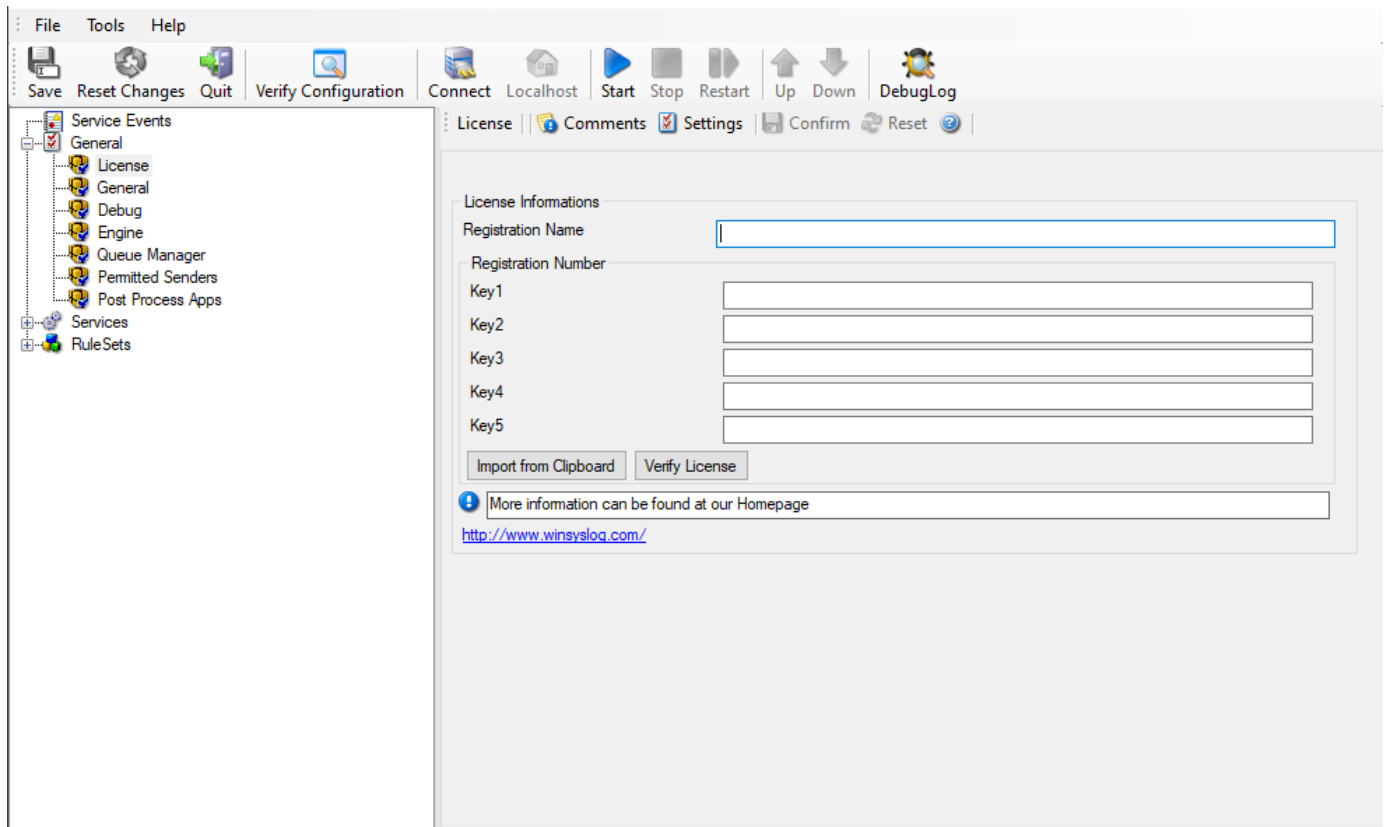 File Tools Help
Save Reset Changes Quit Verify Configuration Connect Localhost Start Stop Restart Up Down DebugLog
Service Events
General
License
General
Debug
Engine
Queue Manager
Permitted Senders
Post Process Apps
Services
RuleSets
License Comments Settings Confirm Reset
License Informations
Registration Name
Registration Number
Key1
Key2
Key3
Key4
Key5
Import from Clipboard Verify License
More information can be found at our Homepage
http://www.winsyslog.com/